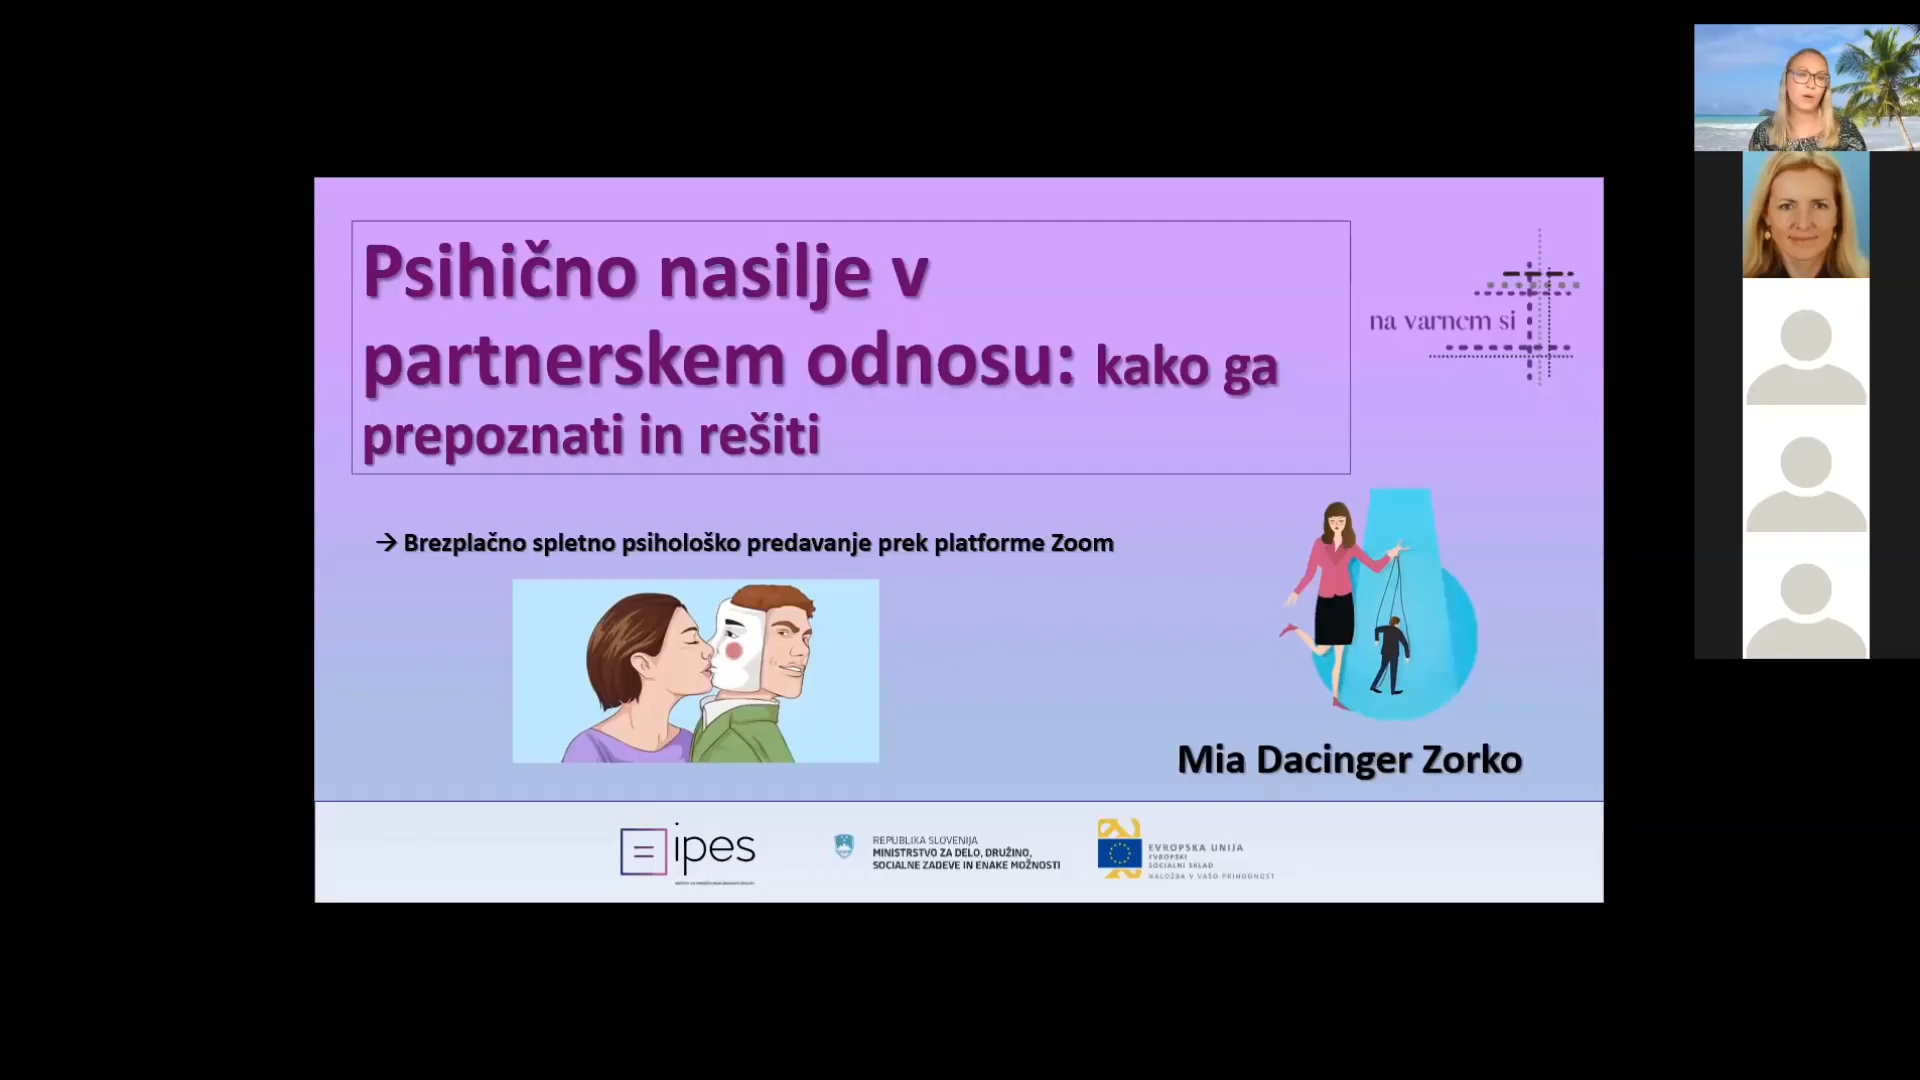 Psihično nasilje v
partnerskem odnosu: kako ga
prepoznati in rešiti
na varnem si
→ Brezplačno spletno psihološko predavanje prek platforme Zoom
Mia Dacinger Zorko
ipes
REPUBLIKA SLOVENIJA
MINISTRSTVO ZA DELO, DRUŽINO,
SOCIALNE ZADEVE IN ENAKE MOŽNOSTI
EVROPSKA UNIJA
EVROPSKI
SOCIALNI SKLAD
NALOŽBA V VAŠO PRIHODNOST